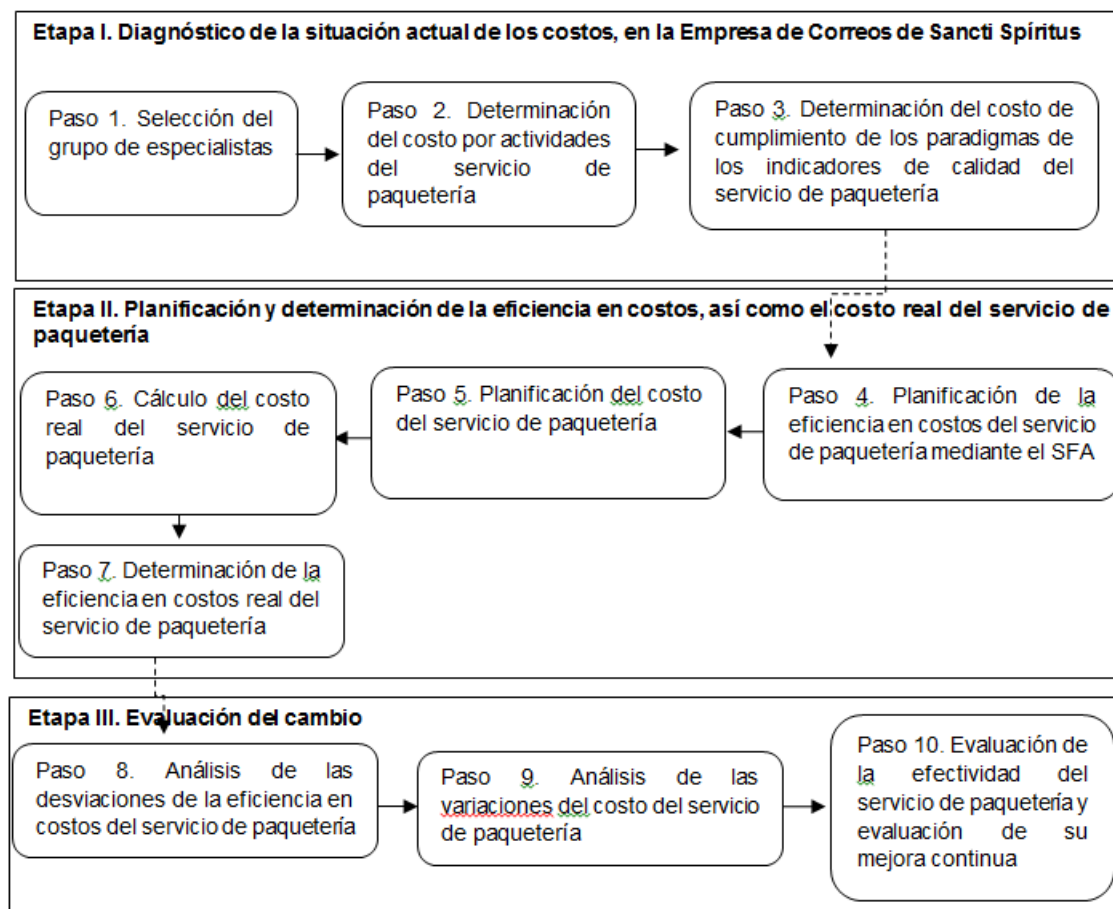 Etapa I. Diagnóstico de la situación actual de los costos, en la Empresa de Correos de Sancti Spíritus
Paso 1. Selección del
grupo de especialistas
Paso 2. Determinación
del costo por actividades
del servicio de
paquetería
Paso 3. Determinación del costo de
cumplimiento de los paradigmas de
los indicadores de calidad del
servicio de paquetería
Etapa II. Planificación y determinación de la eficiencia en costos, así como el costo real del servicio de
paquetería
Paso 4. Planificación de la
eficiencia en costos del servicio
de paquetería mediante el SFA
Paso 5. Planificación del costo
del servicio de paquetería
Paso 6. Cálculo del costo
real del servicio de
paquetería
Paso 7. Determinación de la
eficiencia en costos real del
servicio de paquetería
Etapa III. Evaluación del cambio
Paso 8. Análisis de las
desviaciones de la eficiencia en
costos del servicio de paquetería
Paso 9. Análisis de las
variaciones del costo del servicio
de paquetería
Paso 10. Evaluación de
la efectividad del
servicio de paquetería y
evaluación de su
mejora continua